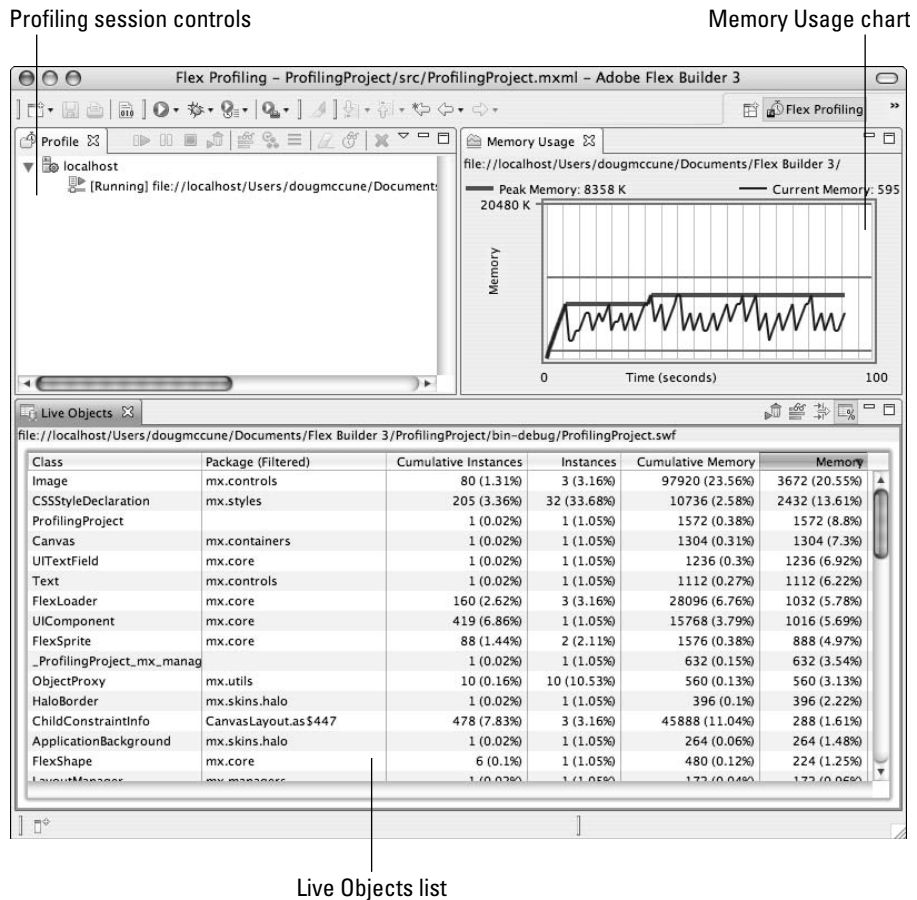 Profiling session controls
Memory Usage chart
Flex Profiling – ProfilingProject/src/ProfilingProject.mxml – Adobe Flex Builder 3
Flex Profiling
»
Profile
Memory Usage
localhost
[Running] file://localhost/Users/dougmccune/Documents
file://localhost/Users/dougmccune/Documents/Flex Builder 3/
Peak Memory: 8358 K
Current Memory: 595
20480 K
Memory
0
Time (seconds)
100
Live Objects
file://localhost/Users/dougmccune/Documents/Flex Builder 3/ProfilingProject/bin-debug/ProfilingProject.swf
Class Package (Filtered) Cumulative Instances Instances Cumulative Memory Memory
Image mx.controls 80 (1.31%) 3 (3.16%) 97920 (23.56%) 3672 (20.55%)
CSSStyleDeclaration mx.styles 205 (3.36%) 32 (33.68%) 10736 (2.58%) 2432 (13.61%)
ProfilingProject 1 (0.02%) 1 (1.05%) 1572 (0.38%) 1572 (8.8%)
Canvas mx.containers 1 (0.02%) 1 (1.05%) 1304 (0.31%) 1304 (7.3%)
UITextField mx.core 1 (0.02%) 1 (1.05%) 1236 (0.3%) 1236 (6.92%)
Text mx.controls 1 (0.02%) 1 (1.05%) 1112 (0.27%) 1112 (6.22%)
FlexLoader mx.core 160 (2.62%) 3 (3.16%) 28096 (6.76%) 1032 (5.78%)
UIComponent mx.core 419 (6.86%) 1 (1.05%) 15768 (3.79%) 1016 (5.69%)
FlexSprite mx.core 88 (1.44%) 2 (2.11%) 1576 (0.38%) 888 (4.97%)
_ProfilingProject_mx_manag 1 (0.02%) 1 (1.05%) 632 (0.15%) 632 (3.54%)
ObjectProxy mx.utils 10 (0.16%) 10 (10.53%) 560 (0.13%) 560 (3.13%)
HaloBorder mx.skins.halo 1 (0.02%) 1 (1.05%) 396 (0.1%) 396 (2.22%)
ChildConstraintInfo CanvasLayout.as$447 478 (7.83%) 3 (3.16%) 45888 (11.04%) 288 (1.61%)
ApplicationBackground mx.skins.halo 1 (0.02%) 1 (1.05%) 264 (0.06%) 264 (1.48%)
FlexShape mx.core 6 (0.1%) 1 (1.05%) 480 (0.12%) 224 (1.25%)
LayoutManager mx.managers 1 (0.02%) 1 (1.05%) 172 (0.04%) 172 (0.96%)
Live Objects list